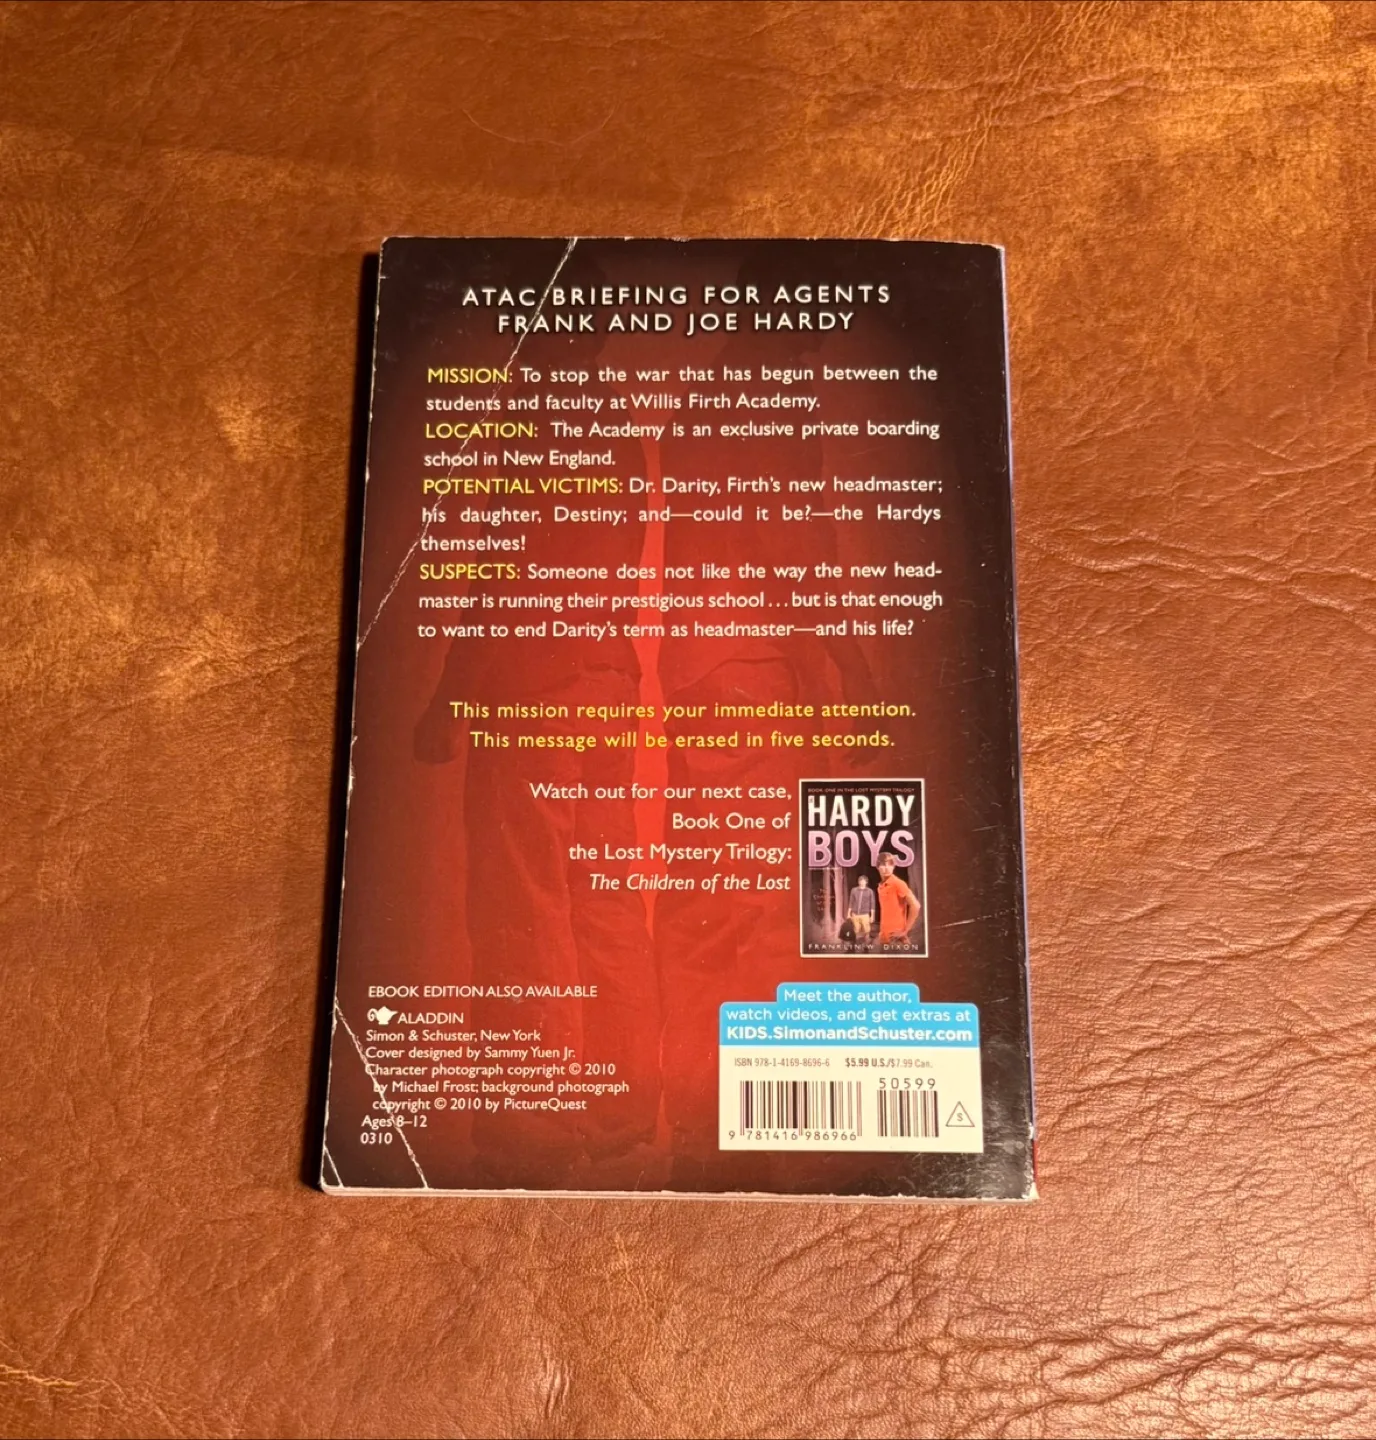 ATAC BRIEFING FOR AGENTS
FRANK AND JOE HARDY
MISSION: To stop the war that has begun between the
students and faculty at Willis Firth Academy.
LOCATION: The Academy is an exclusive private boarding
school in New England.
POTENTIAL VICTIMS: Dr. Darity, Firth's new headmaster;
his daughter, Destiny; and—could it be?—the Hardys
themselves!
SUSPECTS: Someone does not like the way the new head-
master is running their prestigious school...but is that enough
to want to end Darity's term as headmaster—and his life?
This mission requires your immediate attention.
This message will be erased in five seconds.
Watch out for our next case,
Book One of
the Lost Mystery Trilogy:
The Children of the Lost
BOOK ONE IN THE LOST MYSTERY TRILOGY
HARDY
BOYS
FRANKLIN W. DIXON
EBOOK EDITION ALSO AVAILABLE
ALADDIN
Simon & Schuster, New York
Cover designed by Sammy Yuen Jr.
Character photograph copyright © 2010
by Michael Frost; background photograph
copyright © 2010 by PictureQuest
Ages 8–12
0310
Meet the author,
watch videos, and get extras at
KIDS.SimonandSchuster.com
ISBN 978-1-4169-8696-6 $5.99 U.S./$7.99 Can.
50599
9 781416 986966
S